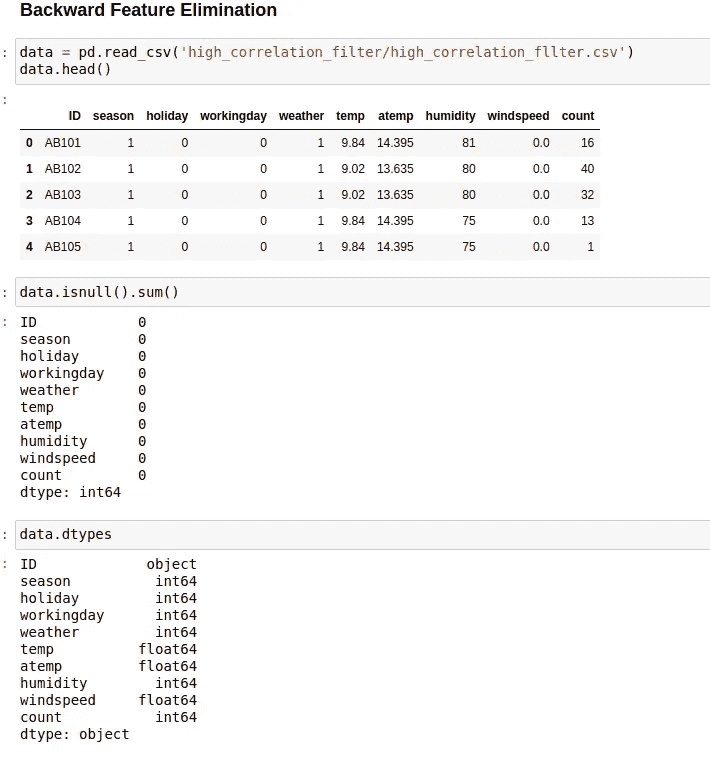 Backward Feature Elimination
: data = pd.read_csv('high_correlation_filter/high_correlation_fllter.csv')
data.head()
:
ID season holiday workingday weather temp atemp humidity windspeed count
0 AB101 1 0 0 1 9.84 14.395 81 0.0 16
1 AB102 1 0 0 1 9.02 13.635 80 0.0 40
2 AB103 1 0 0 1 9.02 13.635 80 0.0 32
3 AB104 1 0 0 1 9.84 14.395 75 0.0 13
4 AB105 1 0 0 1 9.84 14.395 75 0.0 1
: data.isnull().sum()
: ID 0
season 0
holiday 0
workingday 0
weather 0
temp 0
atemp 0
humidity 0
windspeed 0
count 0
dtype: int64
: data.dtypes
: ID object
season int64
holiday int64
workingday int64
weather int64
temp float64
atemp float64
humidity int64
windspeed float64
count int64
dtype: object